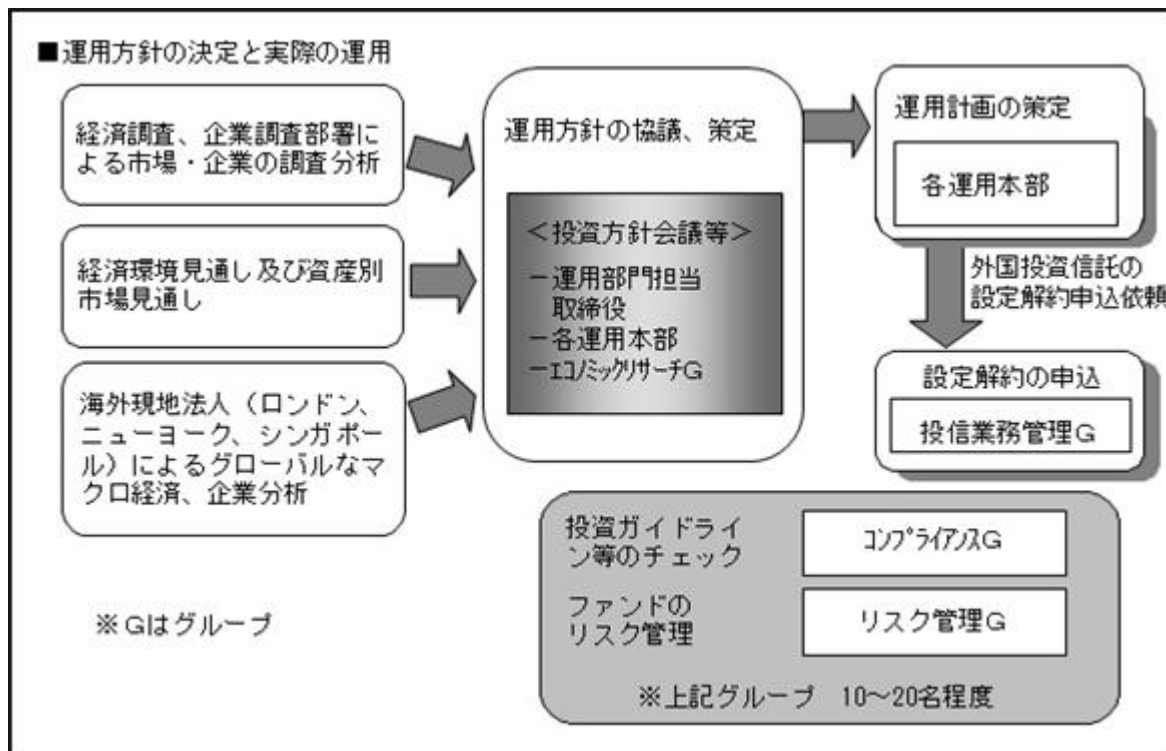 ■運用方針の決定と実際の運用
経済調査、企業調査部署に
よる市場・企業の調査分析
経済環境見通し及び資産別
市場見通し
海外現地法人（ロンドン、
ニューヨーク、シンガポー
ル）によるグローバルなマ
クロ経済、企業分析
※Gはグループ
運用方針の協議、策定
＜投資方針会議等＞
－運用部門担当
取締役
－各運用本部
－ｴｺﾉﾐｯｸﾘｻｰﾁG
運用計画の策定
各運用本部
外国投資信託の
設定解約申込依頼
設定解約の申込
投信業務管理G
投資ガイドライ
ン等のチェック
ｺﾝﾌﾟﾗｲｱﾝｽG
ファンドの
リスク管理
リスク管理G
※上記グループ　10～20名程度